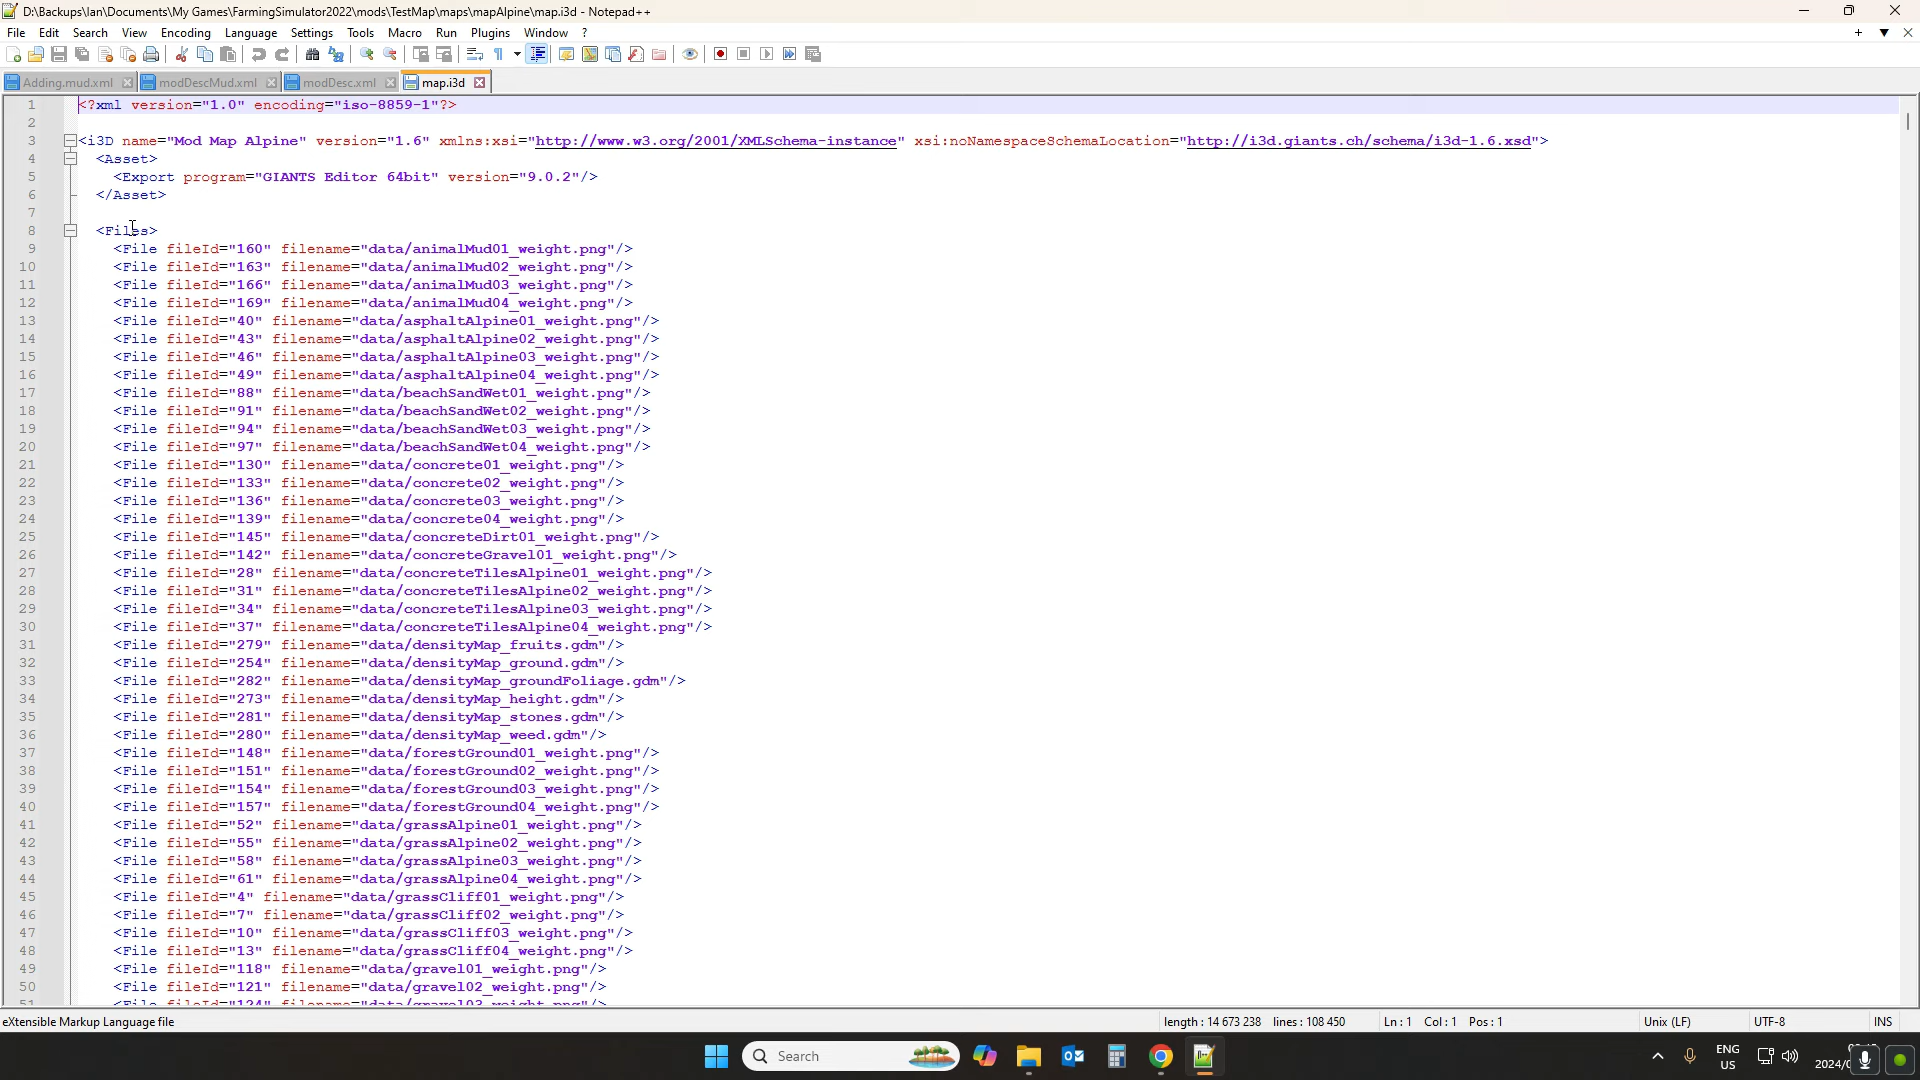 D:\Backups\Ian\Documents\My Games\FarmingSimulator2022\mods\TestMap\maps\mapAlpine\map.i3d - Notepad++
File Edit Search View Encoding Language Settings Tools Macro Run Plugins Window ?
Adding.mud.xml modDescMud.xml modDesc.xml map.i3d
1 <?xml version="1.0" encoding="iso-8859-1"?>
2
3 <i3D name="Mod Map Alpine" version="1.6" xmlns:xsi="http://www.w3.org/2001/XMLSchema-instance" xsi:noNamespaceSchemaLocation="http://i3d.giants.ch/schema/i3d-1.6.xsd">
4 <Asset>
5 <Export program="GIANTS Editor 64bit" version="9.0.2"/>
6 </Asset>
7
8 <Files>
9 <File fileId="160" filename="data/animalMud01_weight.png"/>
10 <File fileId="163" filename="data/animalMud02_weight.png"/>
11 <File fileId="166" filename="data/animalMud03_weight.png"/>
12 <File fileId="169" filename="data/animalMud04_weight.png"/>
13 <File fileId="40" filename="data/asphaltAlpine01_weight.png"/>
14 <File fileId="43" filename="data/asphaltAlpine02_weight.png"/>
15 <File fileId="46" filename="data/asphaltAlpine03_weight.png"/>
16 <File fileId="49" filename="data/asphaltAlpine04_weight.png"/>
17 <File fileId="88" filename="data/beachSandWet01_weight.png"/>
18 <File fileId="91" filename="data/beachSandWet02_weight.png"/>
19 <File fileId="94" filename="data/beachSandWet03_weight.png"/>
20 <File fileId="97" filename="data/beachSandWet04_weight.png"/>
21 <File fileId="130" filename="data/concrete01_weight.png"/>
22 <File fileId="133" filename="data/concrete02_weight.png"/>
23 <File fileId="136" filename="data/concrete03_weight.png"/>
24 <File fileId="139" filename="data/concrete04_weight.png"/>
25 <File fileId="145" filename="data/concreteDirt01_weight.png"/>
26 <File fileId="142" filename="data/concreteGravel01_weight.png"/>
27 <File fileId="28" filename="data/concreteTilesAlpine01_weight.png"/>
28 <File fileId="31" filename="data/concreteTilesAlpine02_weight.png"/>
29 <File fileId="34" filename="data/concreteTilesAlpine03_weight.png"/>
30 <File fileId="37" filename="data/concreteTilesAlpine04_weight.png"/>
31 <File fileId="279" filename="data/densityMap_fruits.gdm"/>
32 <File fileId="254" filename="data/densityMap_ground.gdm"/>
33 <File fileId="282" filename="data/densityMap_groundFoliage.gdm"/>
34 <File fileId="273" filename="data/densityMap_height.gdm"/>
35 <File fileId="281" filename="data/densityMap_stones.gdm"/>
36 <File fileId="280" filename="data/densityMap_weed.gdm"/>
37 <File fileId="148" filename="data/forestGround01_weight.png"/>
38 <File fileId="151" filename="data/forestGround02_weight.png"/>
39 <File fileId="154" filename="data/forestGround03_weight.png"/>
40 <File fileId="157" filename="data/forestGround04_weight.png"/>
41 <File fileId="52" filename="data/grassAlpine01_weight.png"/>
42 <File fileId="55" filename="data/grassAlpine02_weight.png"/>
43 <File fileId="58" filename="data/grassAlpine03_weight.png"/>
44 <File fileId="61" filename="data/grassAlpine04_weight.png"/>
45 <File fileId="4" filename="data/grassCliff01_weight.png"/>
46 <File fileId="7" filename="data/grassCliff02_weight.png"/>
47 <File fileId="10" filename="data/grassCliff03_weight.png"/>
48 <File fileId="13" filename="data/grassCliff04_weight.png"/>
49 <File fileId="118" filename="data/gravel01_weight.png"/>
50 <File fileId="121" filename="data/gravel02_weight.png"/>
51 <File fileId="124" filename="data/gravel03_weight.png"/>
eXtensible Markup Language file length : 14 673 238 lines : 108 450 Ln : 1 Col : 1 Pos : 1 Unix (LF) UTF-8 INS
Search ENG
US 2024/